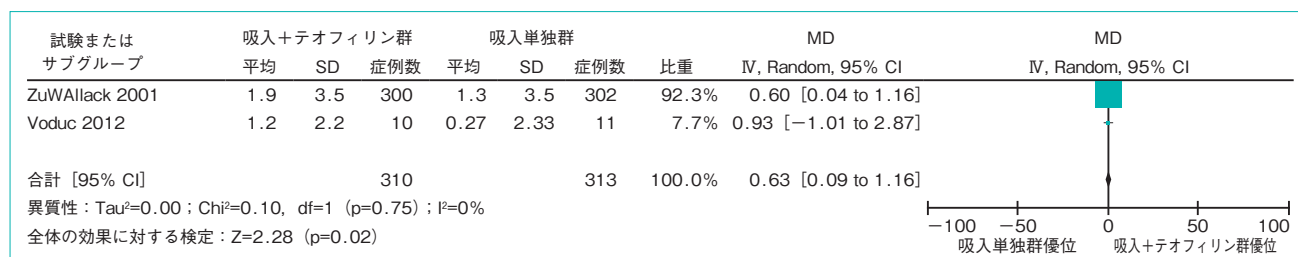 試験または
サブグループ 吸入+テオフィリン群 吸入単独群 MD MD
平均 SD 症例数 平均 SD 症例数 比重 Ⅳ, Random, 95% CI Ⅳ, Random, 95% CI
ZuWAllack 2001 1.9 3.5 300 1.3 3.5 302 92.3% 0.60 [0.04 to 1.16]
Voduc 2012 1.2 2.2 10 0.27 2.33 11 7.7% 0.93 [−1.01 to 2.87]
合計 [95% CI] 310 313 100.0% 0.63 [0.09 to 1.16]
異質性:Tau²=0.00;Chi²=0.10, df=1 (p=0.75);I²=0%
全体の効果に対する検定:Z=2.28 (p=0.02)
−100 −50 0 50 100
吸入単独群優位 吸入+テオフィリン群優位